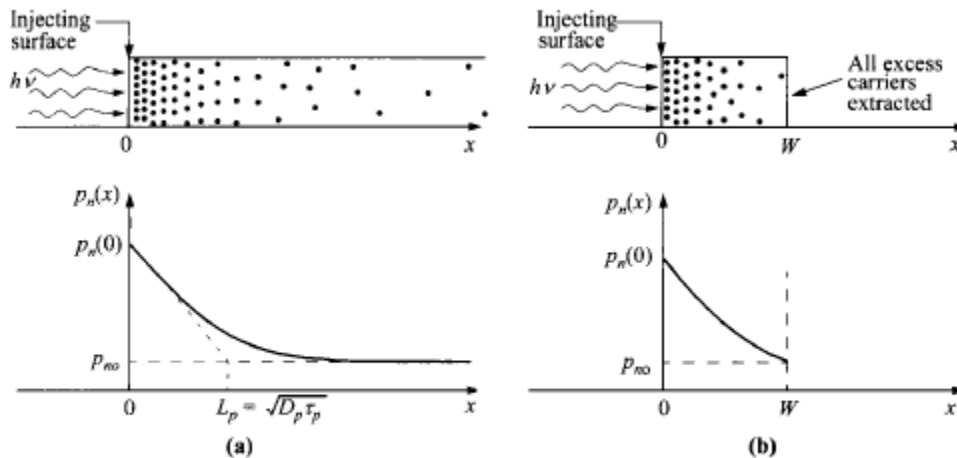 Injecting
surface
hν
0
x
pₙ(x)
pₙ(0)
pₙₒ
0
Lₚ = √Dₚτₚ
x
(a)
Injecting
surface
hν
All excess
carriers
extracted
0
W
x
pₙ(x)
pₙ(0)
pₙₒ
0
W
x
(b)